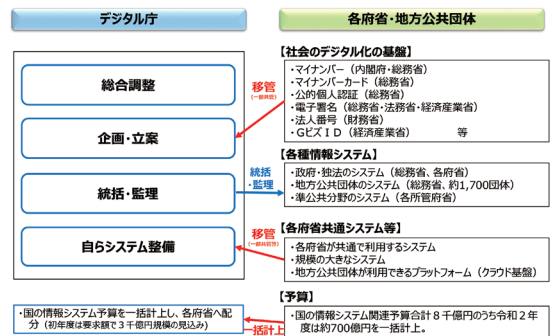 デジタル庁
各府省・地方公共団体
総合調整
企画・立案
統括・監理
自らシステム整備
移管
(一部共管)
統括
・監理
移管
(一部共管等)
一括計上
【社会のデジタル化の基盤】
・マイナンバー（内閣府・総務省）
・マイナンバーカード（総務省）
・公的個人認証（総務省）
・電子署名（総務省・法務省・経済産業省）
・法人番号（財務省）
・GビズID（経済産業省） 等
【各種情報システム】
・政府・独法のシステム（総務省、各府省）
・地方公共団体のシステム（総務省、約1,700団体）
・準公共分野のシステム（各所管府省）
【各府省共通システム等】
・各府省が共通で利用するシステム
・規模の大きなシステム
・地方公共団体が利用できるプラットフォーム（クラウド基盤）
【予算】
・国の情報システム関連予算合計８千億円のうち令和２年
度は約700億円を一括計上。
・国の情報システム予算を一括計上し、各府省へ配
分（初年度は要求額で３千億円規模の見込み）